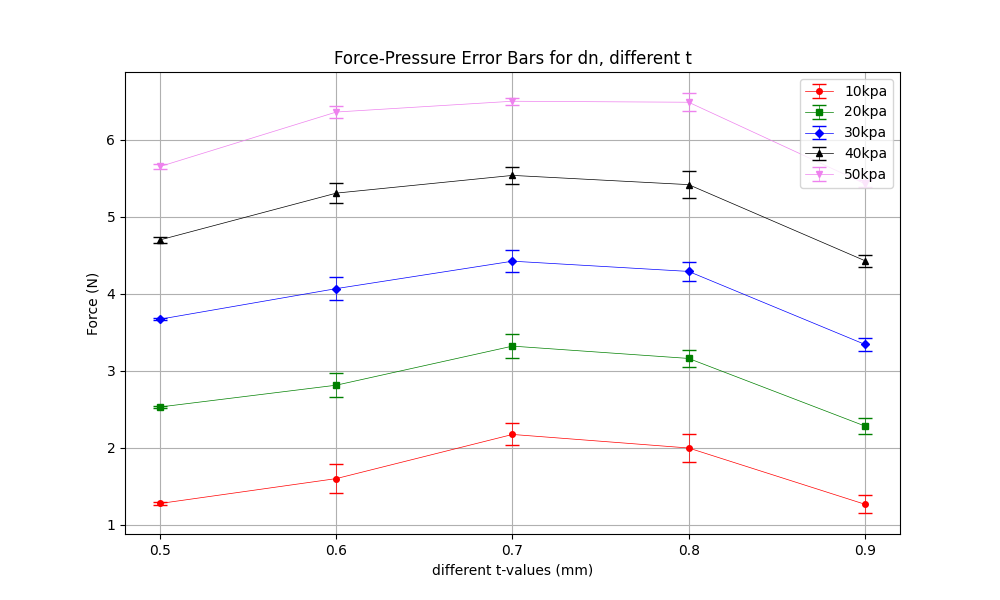 Force-Pressure Error Bars for dn, different t
10kpa
20kpa
30kpa
40kpa
50kpa
Force (N)
6
5
4
3
2
1
0.5 0.6 0.7 0.8 0.9
different t-values (mm)